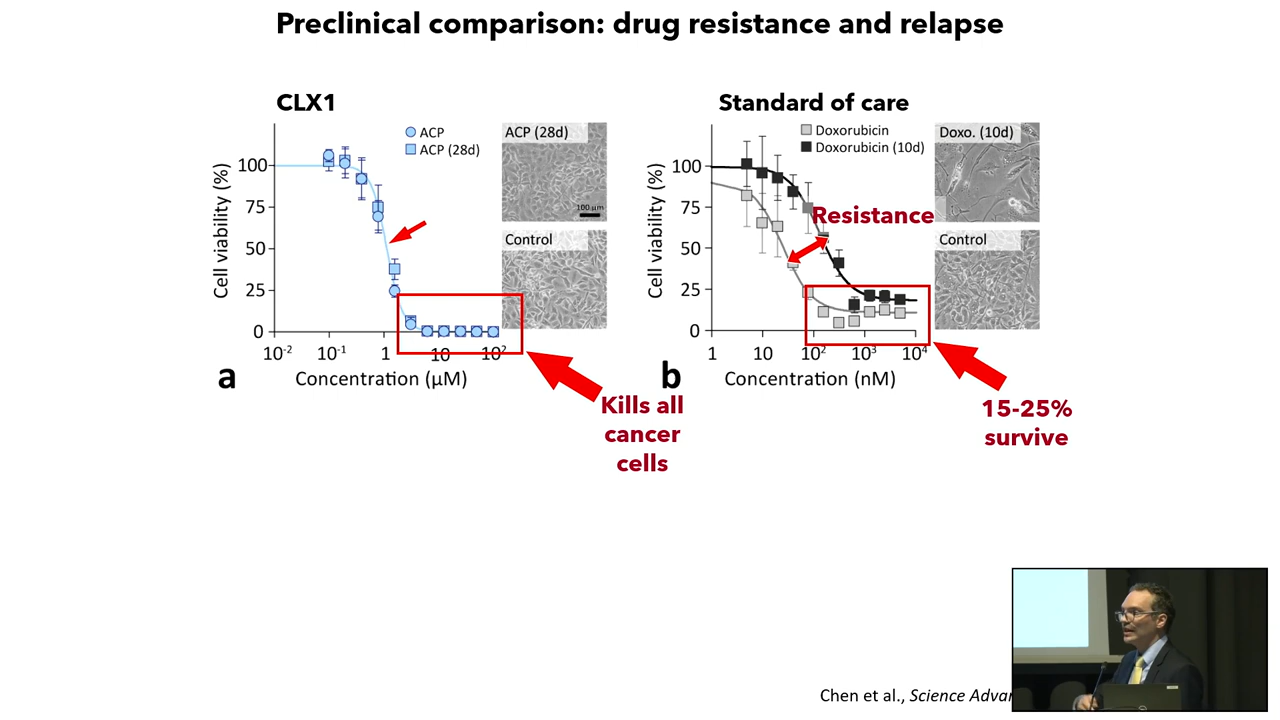 Preclinical comparison: drug resistance and relapse
CLX1
Cell viability (%)
100
75
50
25
0
10-2
10-1
1
10
102
Concentration (μM)
ACP
ACP (28d)
ACP (28d)
100 μm
Control
a
Kills all
cancer
cells
Standard of care
Cell viability (%)
100
75
50
25
0
1
10
102
103
104
Concentration (nM)
Doxorubicin
Doxorubicin (10d)
Resistance
Doxo. (10d)
Control
b
15-25%
survive
Chen et al., Science Advan